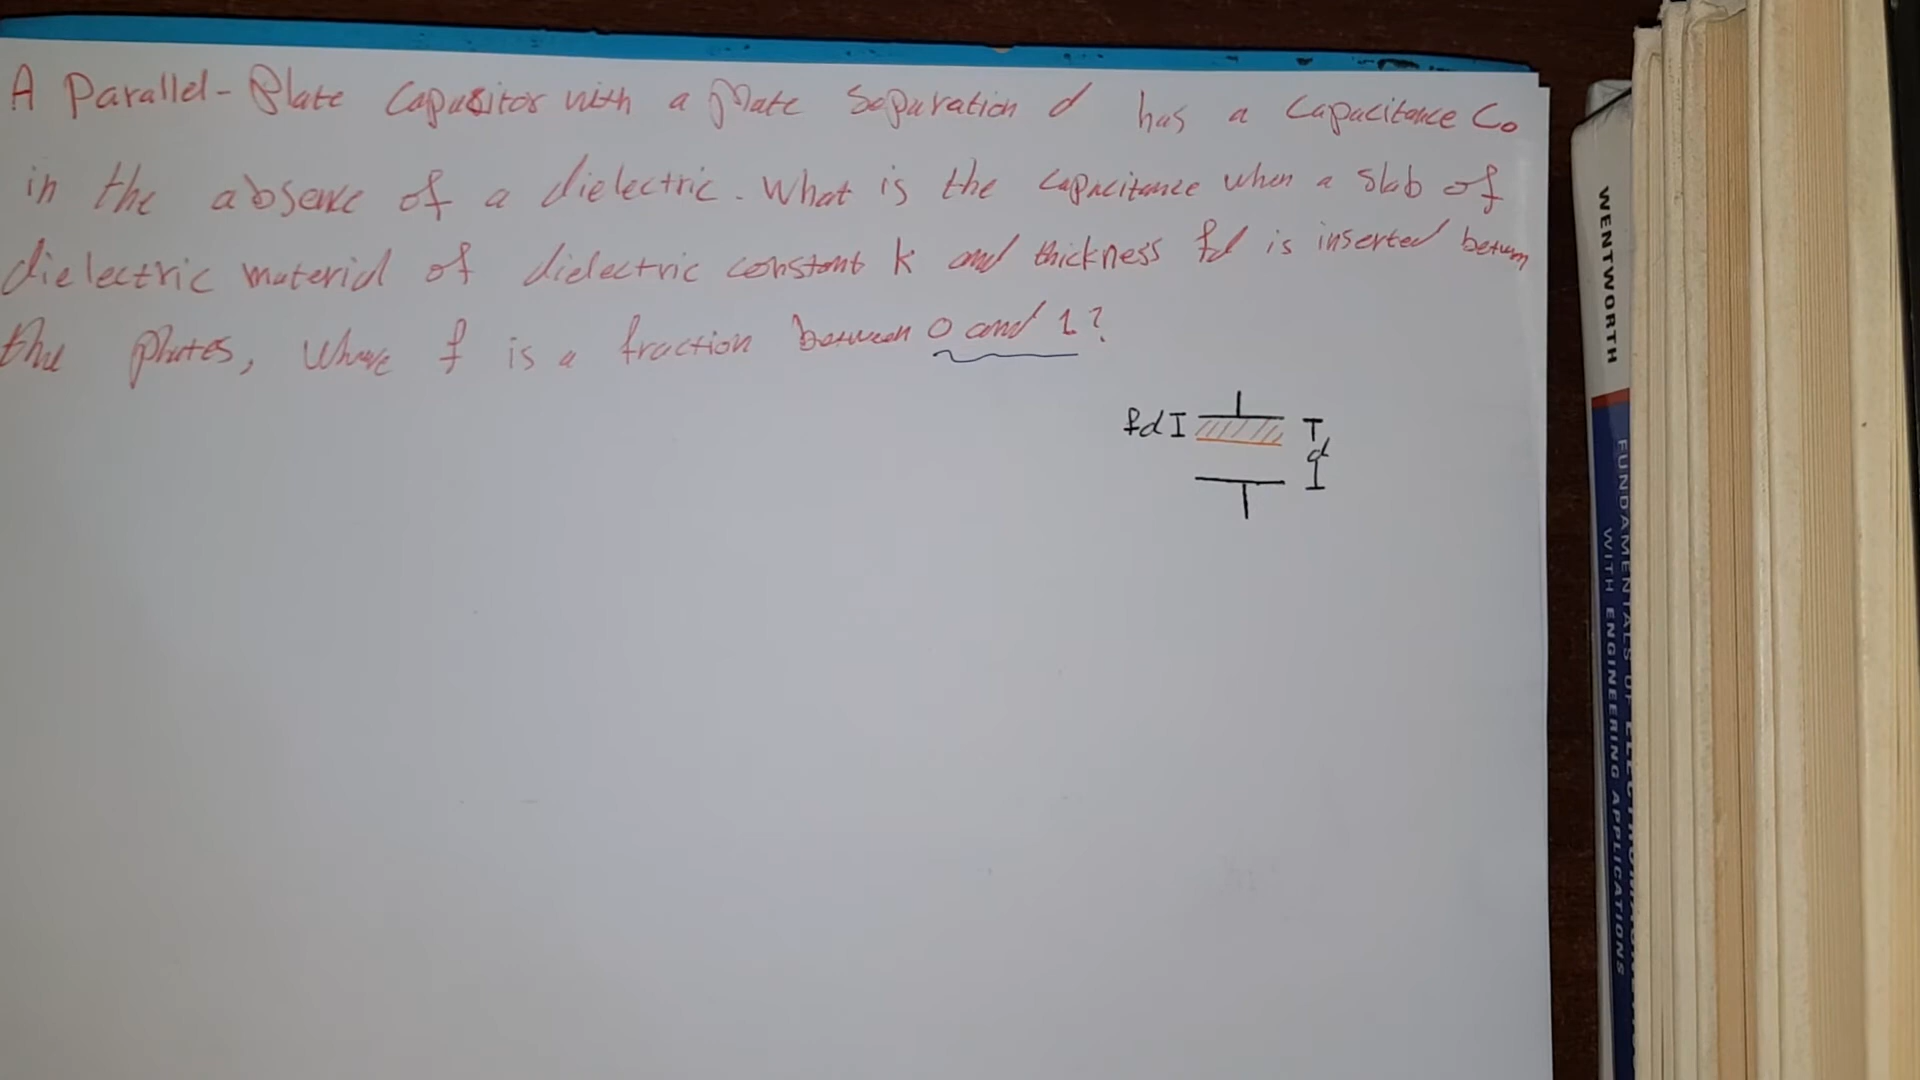 A Parallel-Plate Capacitor with a Plate Separation d has a Capacitance Co
in the absence of a dielectric. What is the capacitance when a slab of
dielectric material of dielectric constant k and thickness fd is inserted between
the plates, where f is a fraction between 0 and 1?
fd
d
WENTWORTH
FUNDAMENTALS OF
WITH ENGINEERING APPLICATIONS